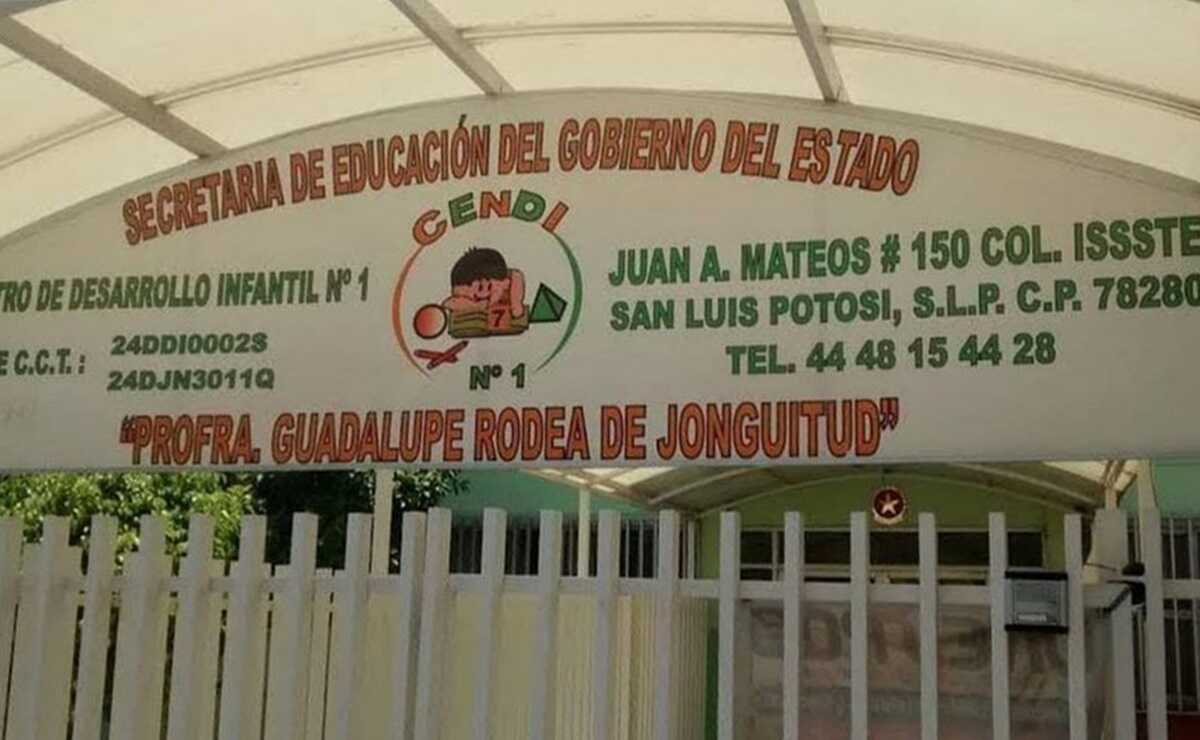 SECRETARIA DE EDUCACIÓN DEL GOBIERNO DEL ESTADO
TRO DE DESARROLLO INFANTIL Nº 1
E C.C.T. :
24DDI0002S
24DJN3011Q
CENDI
7
Nº 1
JUAN A. MATEOS # 150 COL. ISSSTE
SAN LUIS POTOSI, S.L.P. C.P. 78280
TEL. 44 48 15 44 28
"PROFRA. GUADALUPE RODEA DE JONGUITUD"